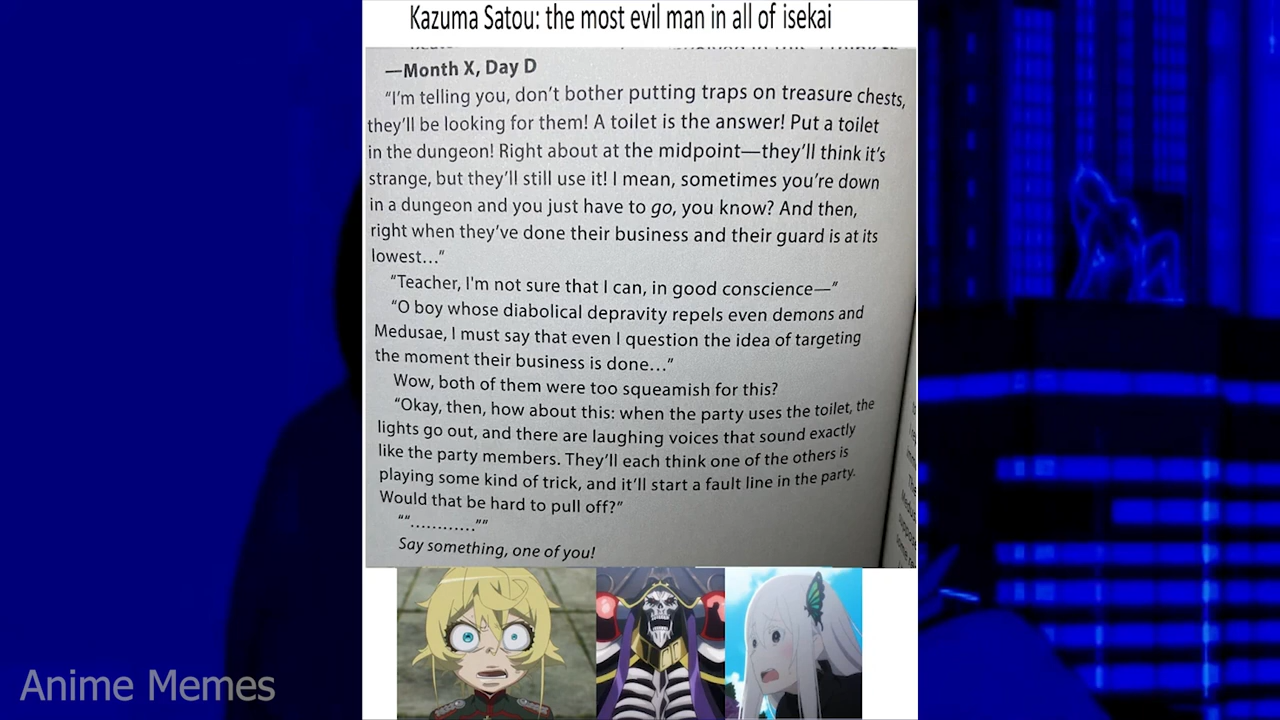 Kazuma Satou: the most evil man in all of isekai
—Month X, Day D
“I’m telling you, don’t bother putting traps on treasure chests,
they’ll be looking for them! A toilet is the answer! Put a toilet
in the dungeon! Right about at the midpoint—they’ll think it’s
strange, but they’ll still use it! I mean, sometimes you’re down
in a dungeon and you just have to go, you know? And then,
right when they’ve done their business and their guard is at its
lowest…”
“Teacher, I'm not sure that I can, in good conscience—”
“O boy whose diabolical depravity repels even demons and
Medusae, I must say that even I question the idea of targeting
the moment their business is done…”
Wow, both of them were too squeamish for this?
“Okay, then, how about this: when the party uses the toilet, the
lights go out, and there are laughing voices that sound exactly
like the party members. They’ll each think one of the others is
playing some kind of trick, and it’ll start a fault line in the party.
Would that be hard to pull off?”
““…………””
Say something, one of you!
Anime Memes